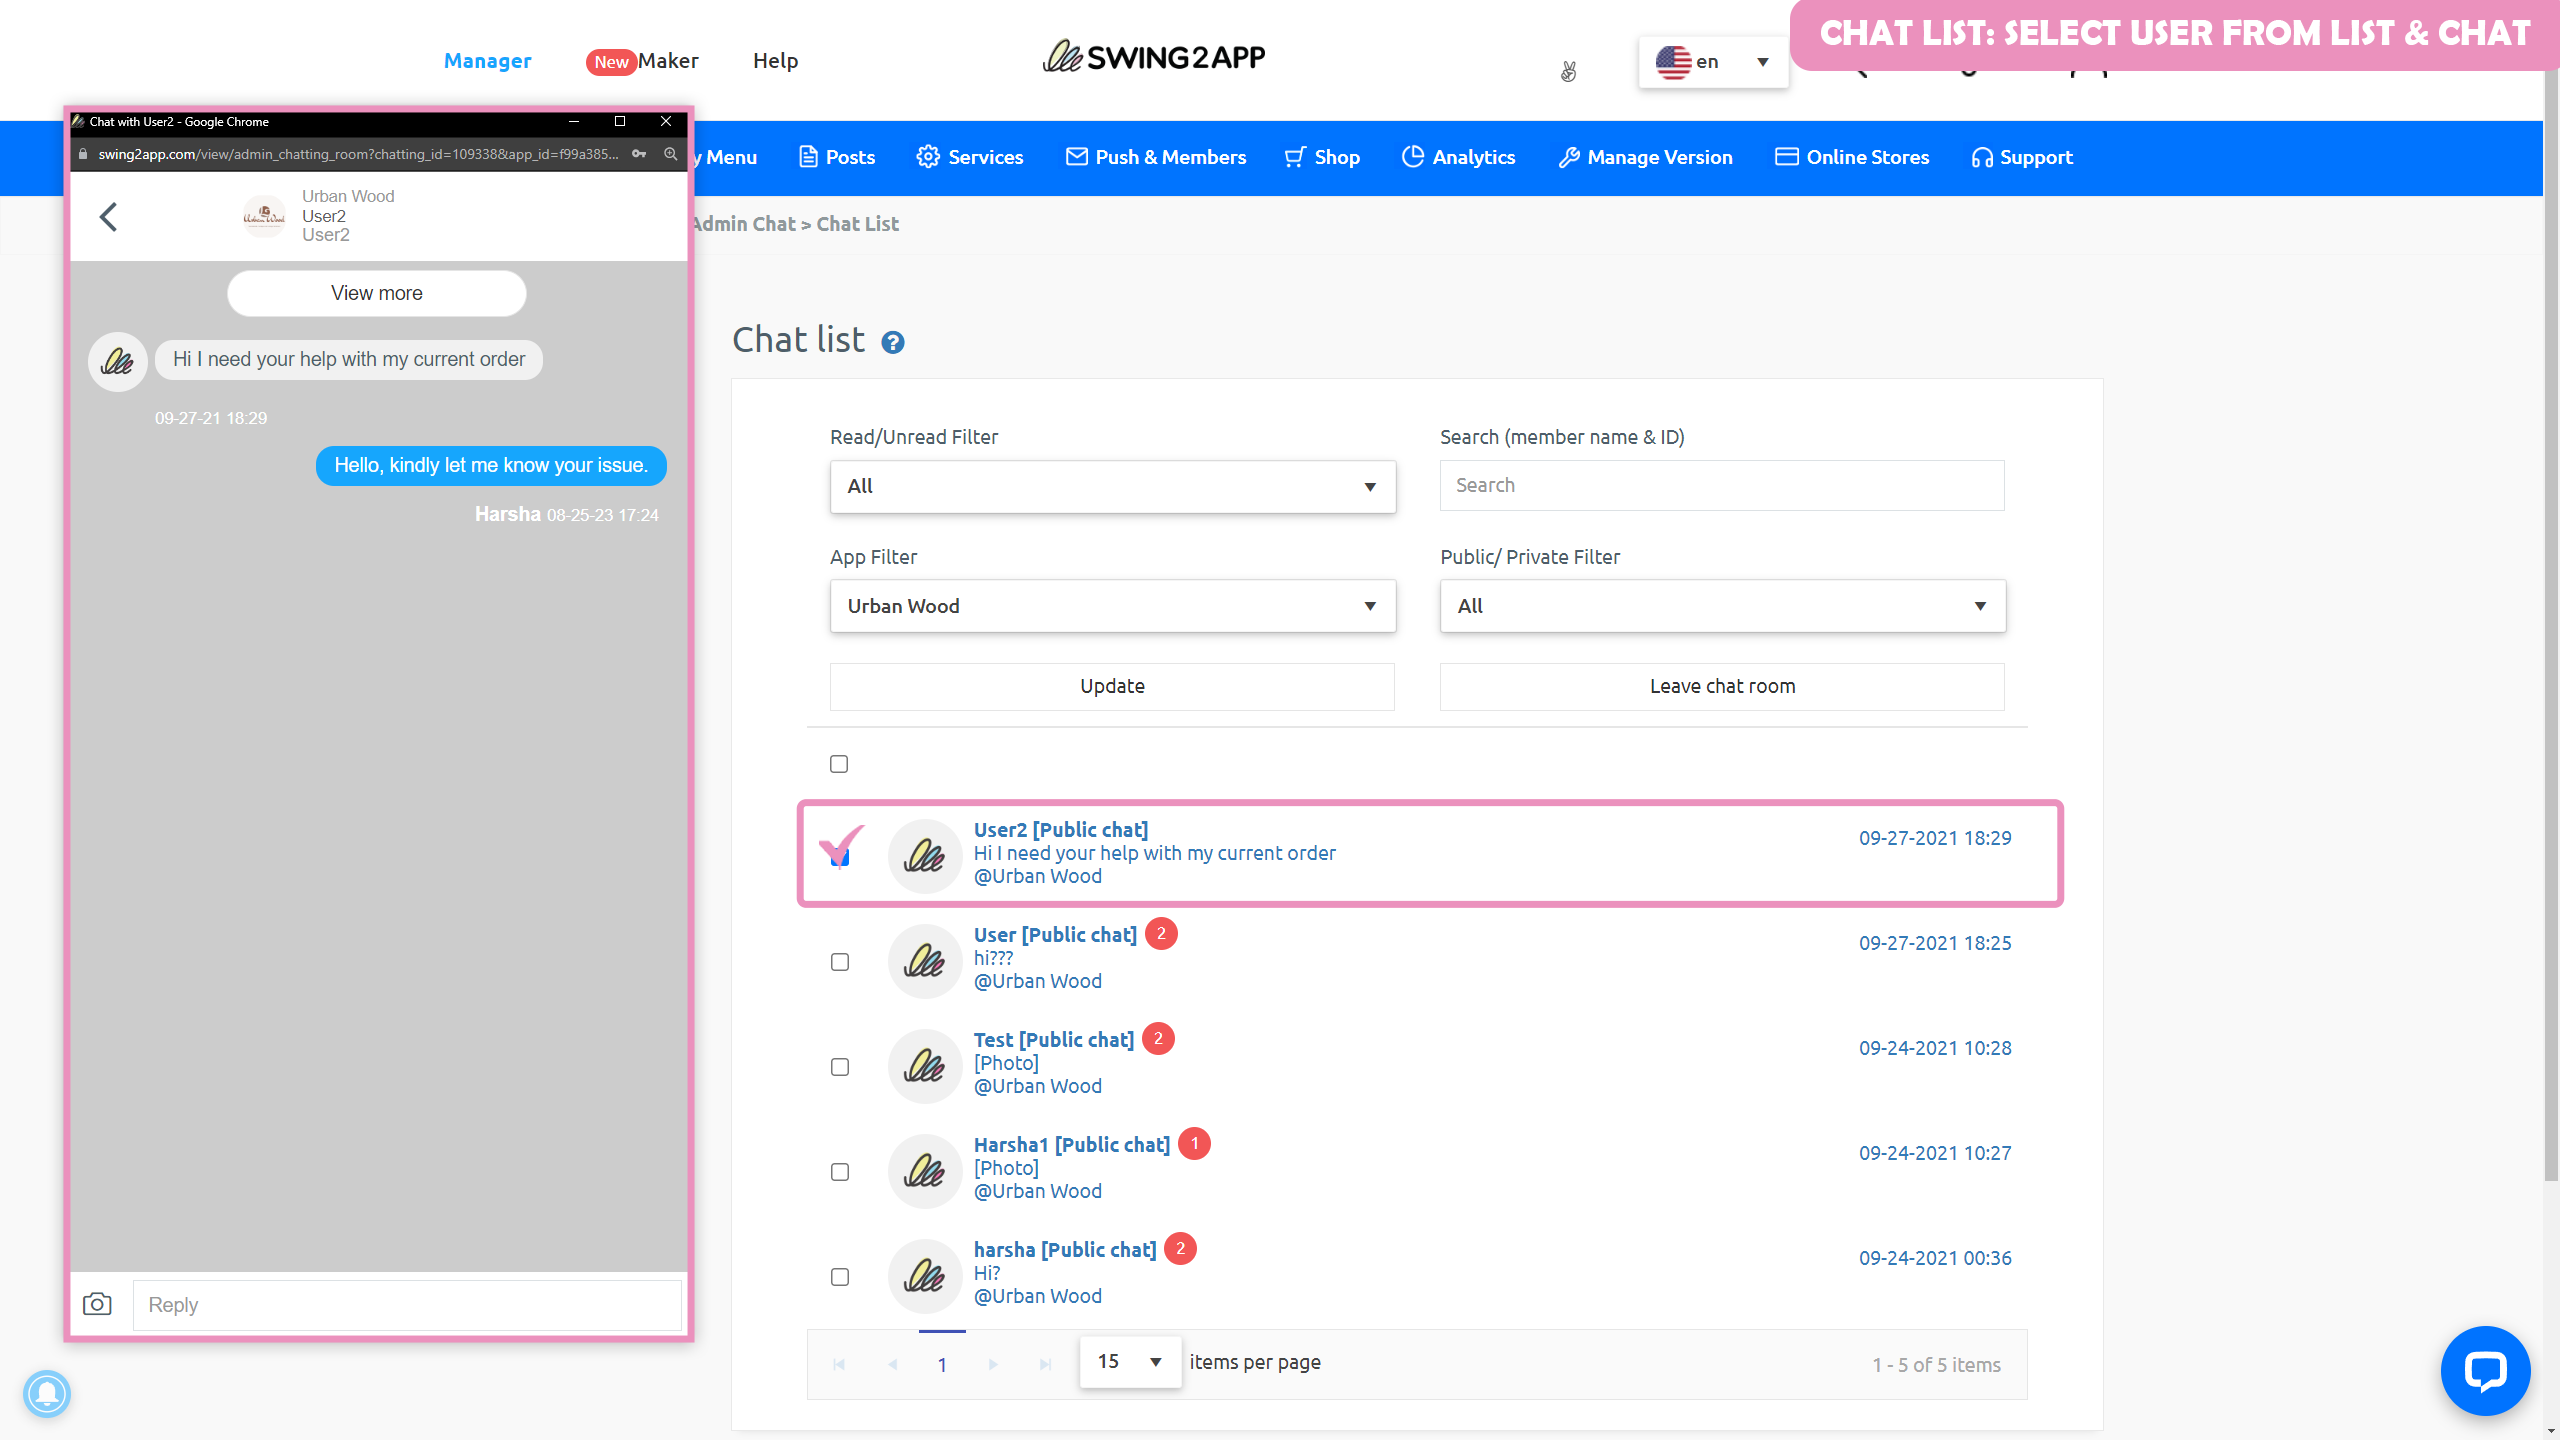 CHAT LIST: SELECT USER FROM LIST & CHAT
Manager
New Maker
Help
SWING2APP
en
Chat with User2 - Google Chrome
swing2app.com/view/admin_chatting_room?chatting_id=109338&app_id=f99a385...
Menu
Posts
Services
Push & Members
Shop
Analytics
Manage Version
Online Stores
Support
Admin Chat > Chat List
Urban Wood
User2
User2
View more
Hi I need your help with my current order
09-27-21 18:29
Hello, kindly let me know your issue.
Harsha 08-25-23 17:24
Reply
Chat list ?
Read/Unread Filter
All
Search (member name & ID)
Search
App Filter
Urban Wood
Public/ Private Filter
All
Update
Leave chat room
User2 [Public chat]
Hi I need your help with my current order
@Urban Wood
09-27-2021 18:29
User [Public chat] 2
hi???
@Urban Wood
09-27-2021 18:25
Test [Public chat] 2
[Photo]
@Urban Wood
09-24-2021 10:28
Harsha1 [Public chat] 1
[Photo]
@Urban Wood
09-24-2021 10:27
harsha [Public chat] 2
Hi?
@Urban Wood
09-24-2021 00:36
1
15
items per page
1 - 5 of 5 items